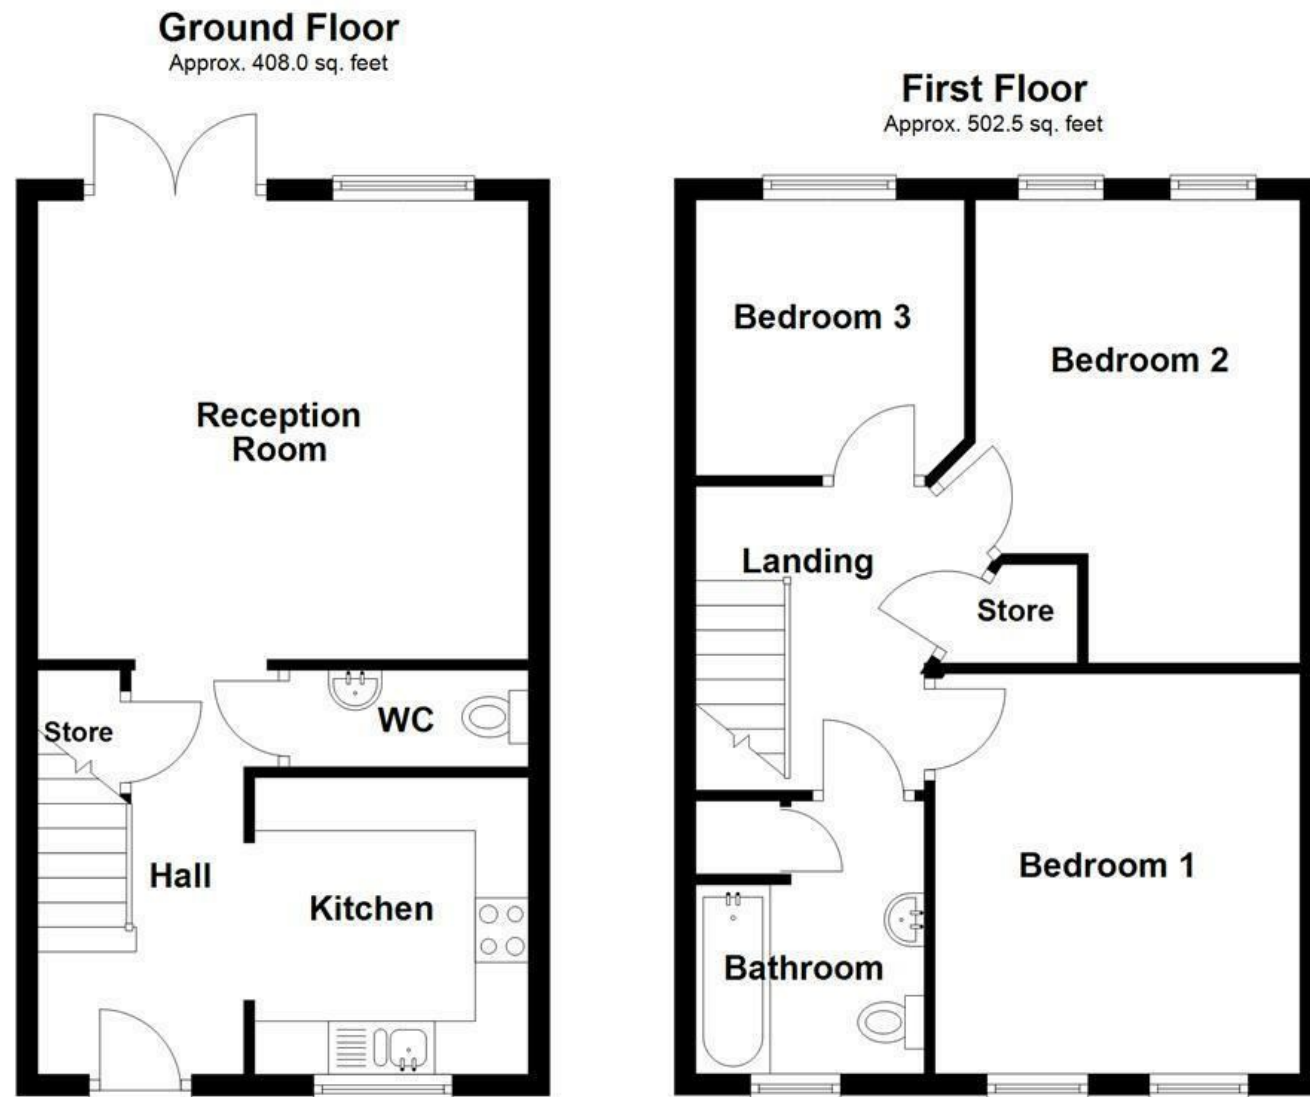 Ground Floor
Approx. 408.0 sq. feet
Reception
Room
Store
WC
Hall
Kitchen
First Floor
Approx. 502.5 sq. feet
Bedroom 3
Bedroom 2
Landing
Store
Bedroom 1
Bathroom